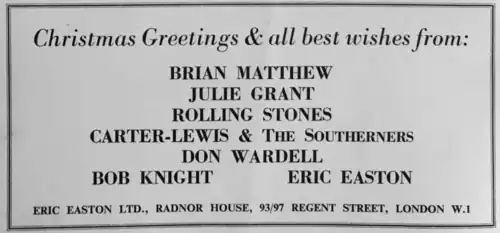 Christmas Greetings & all best wishes from:
BRIAN MATTHEW
JULIE GRANT
ROLLING STONES
CARTER-LEWIS & THE SOUTHERNERS
DON WARDELL
BOB KNIGHT ERIC EASTON
ERIC EASTON LTD., RADNOR HOUSE, 93/97 REGENT STREET, LONDON W.1